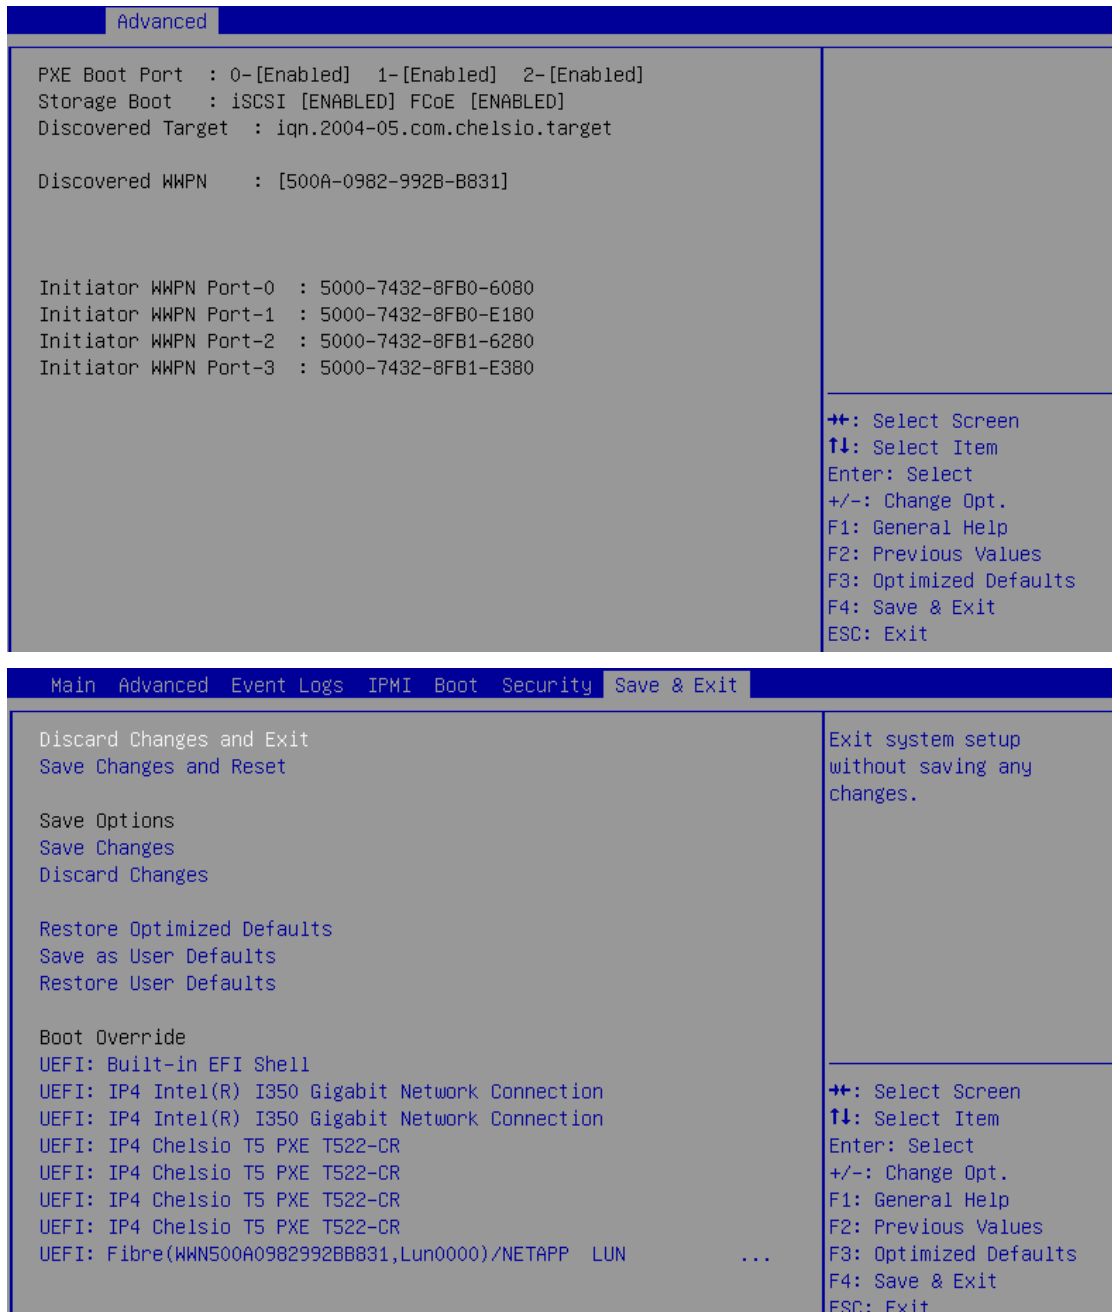 Advanced
PXE Boot Port  : 0-[Enabled]  1-[Enabled]  2-[Enabled]
Storage Boot   : iSCSI [ENABLED] FCoE [ENABLED]
Discovered Target  : iqn.2004-05.com.chelsio.target
Discovered WWPN    : [500A-0982-992B-B831]
Initiator WWPN Port-0  : 5000-7432-8FB0-6080
Initiator WWPN Port-1  : 5000-7432-8FB0-E180
Initiator WWPN Port-2  : 5000-7432-8FB1-6280
Initiator WWPN Port-3  : 5000-7432-8FB1-E380
→←: Select Screen
↑↓: Select Item
Enter: Select
+/-: Change Opt.
F1: General Help
F2: Previous Values
F3: Optimized Defaults
F4: Save & Exit
ESC: Exit
Main  Advanced  Event Logs  IPMI  Boot  Security  Save & Exit
Discard Changes and Exit
Save Changes and Reset
Save Options
Save Changes
Discard Changes
Restore Optimized Defaults
Save as User Defaults
Restore User Defaults
Boot Override
UEFI: Built-in EFI Shell
UEFI: IP4 Intel(R) I350 Gigabit Network Connection
UEFI: IP4 Intel(R) I350 Gigabit Network Connection
UEFI: IP4 Chelsio T5 PXE T522-CR
UEFI: IP4 Chelsio T5 PXE T522-CR
UEFI: IP4 Chelsio T5 PXE T522-CR
UEFI: IP4 Chelsio T5 PXE T522-CR
UEFI: Fibre(WWN500A0982992BB831,Lun0000)/NETAPP  LUN          ...
Exit system setup
without saving any
changes.
→←: Select Screen
↑↓: Select Item
Enter: Select
+/-: Change Opt.
F1: General Help
F2: Previous Values
F3: Optimized Defaults
F4: Save & Exit
ESC: Exit